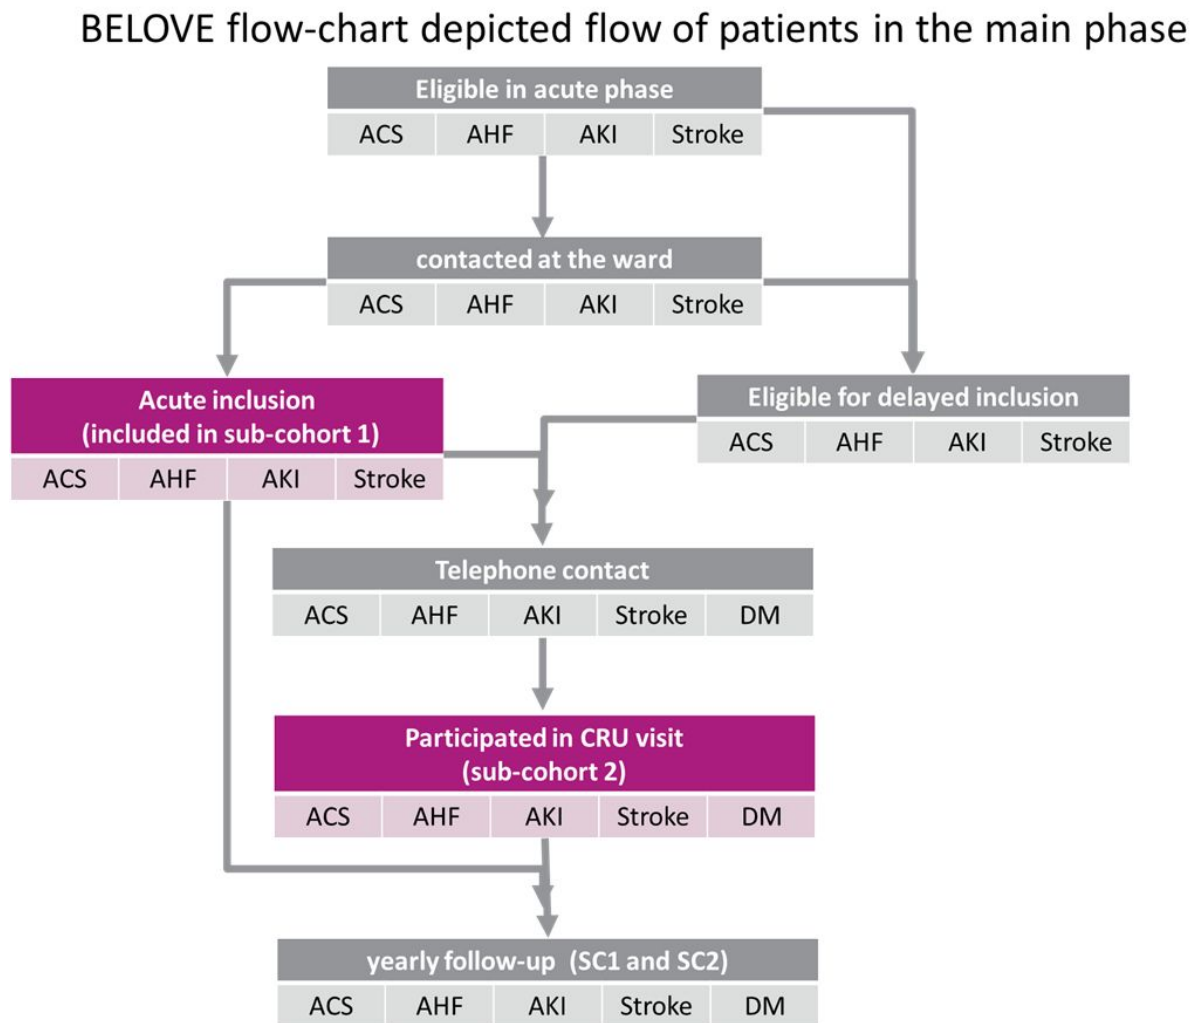 BELOVE flow-chart depicted flow of patients in the main phase
Eligible in acute phase
ACS AHF AKI Stroke
contacted at the ward
ACS AHF AKI Stroke
Acute inclusion
(included in sub-cohort 1)
ACS AHF AKI Stroke
Eligible for delayed inclusion
ACS AHF AKI Stroke
Telephone contact
ACS AHF AKI Stroke DM
Participated in CRU visit
(sub-cohort 2)
ACS AHF AKI Stroke DM
yearly follow-up (SC1 and SC2)
ACS AHF AKI Stroke DM